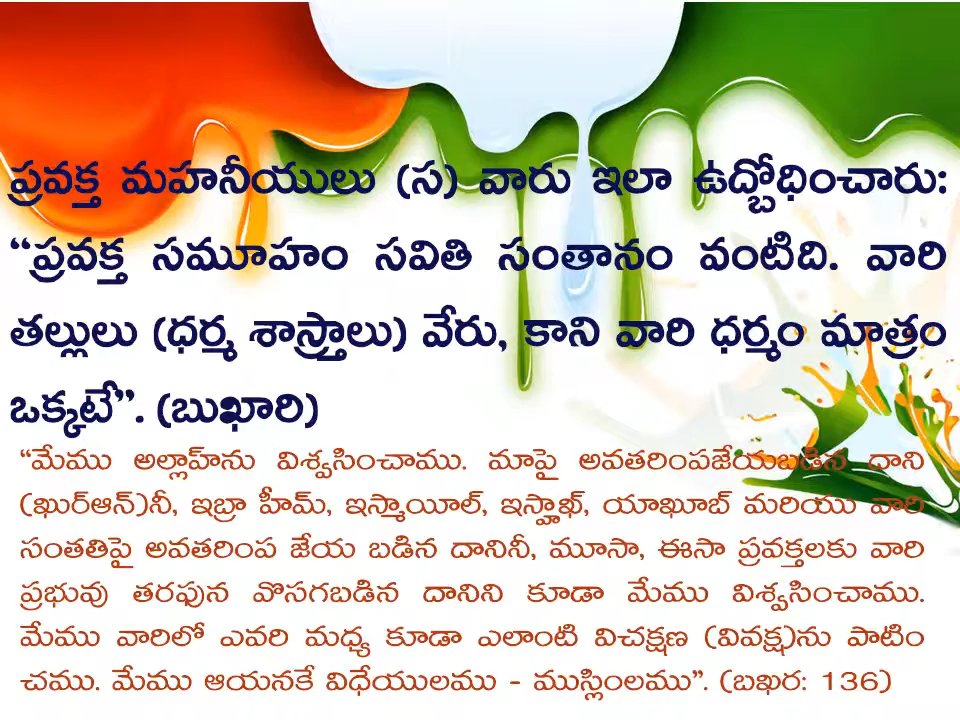 ప్రవక్త మహనీయులు (స) వారు ఇలా ఉద్బోధించారు:
“ప్రవక్త సమూహం సవితి సంతానం వంటిది. వారి
తల్లులు (ధర్మ శాస్త్రాలు) వేరు, కాని వారి ధర్మం మాత్రం
ఒక్కటే”. (బుఖారి)
“మేము అల్లాహ్‌ను విశ్వసించాము. మాపై అవతరింపజేయబడిన దాని
(ఖుర్ఆన్)నీ, ఇబ్రా హీమ్, ఇస్మాయీల్, ఇస్హాఖ్, యాఖూబ్ మరియు వారి
సంతతిపై అవతరింప జేయ బడిన దానినీ, మూసా, ఈసా ప్రవక్తలకు వారి
ప్రభువు తరఫున వొసగబడిన దానిని కూడా మేము విశ్వసించాము.
మేము వారిలో ఎవరి మధ్య కూడా ఎలాంటి విచక్షణ (వివక్ష)ను పాటిం
చము. మేము ఆయనకే విధేయులము - ముస్లింలము”. (బఖర: 136)